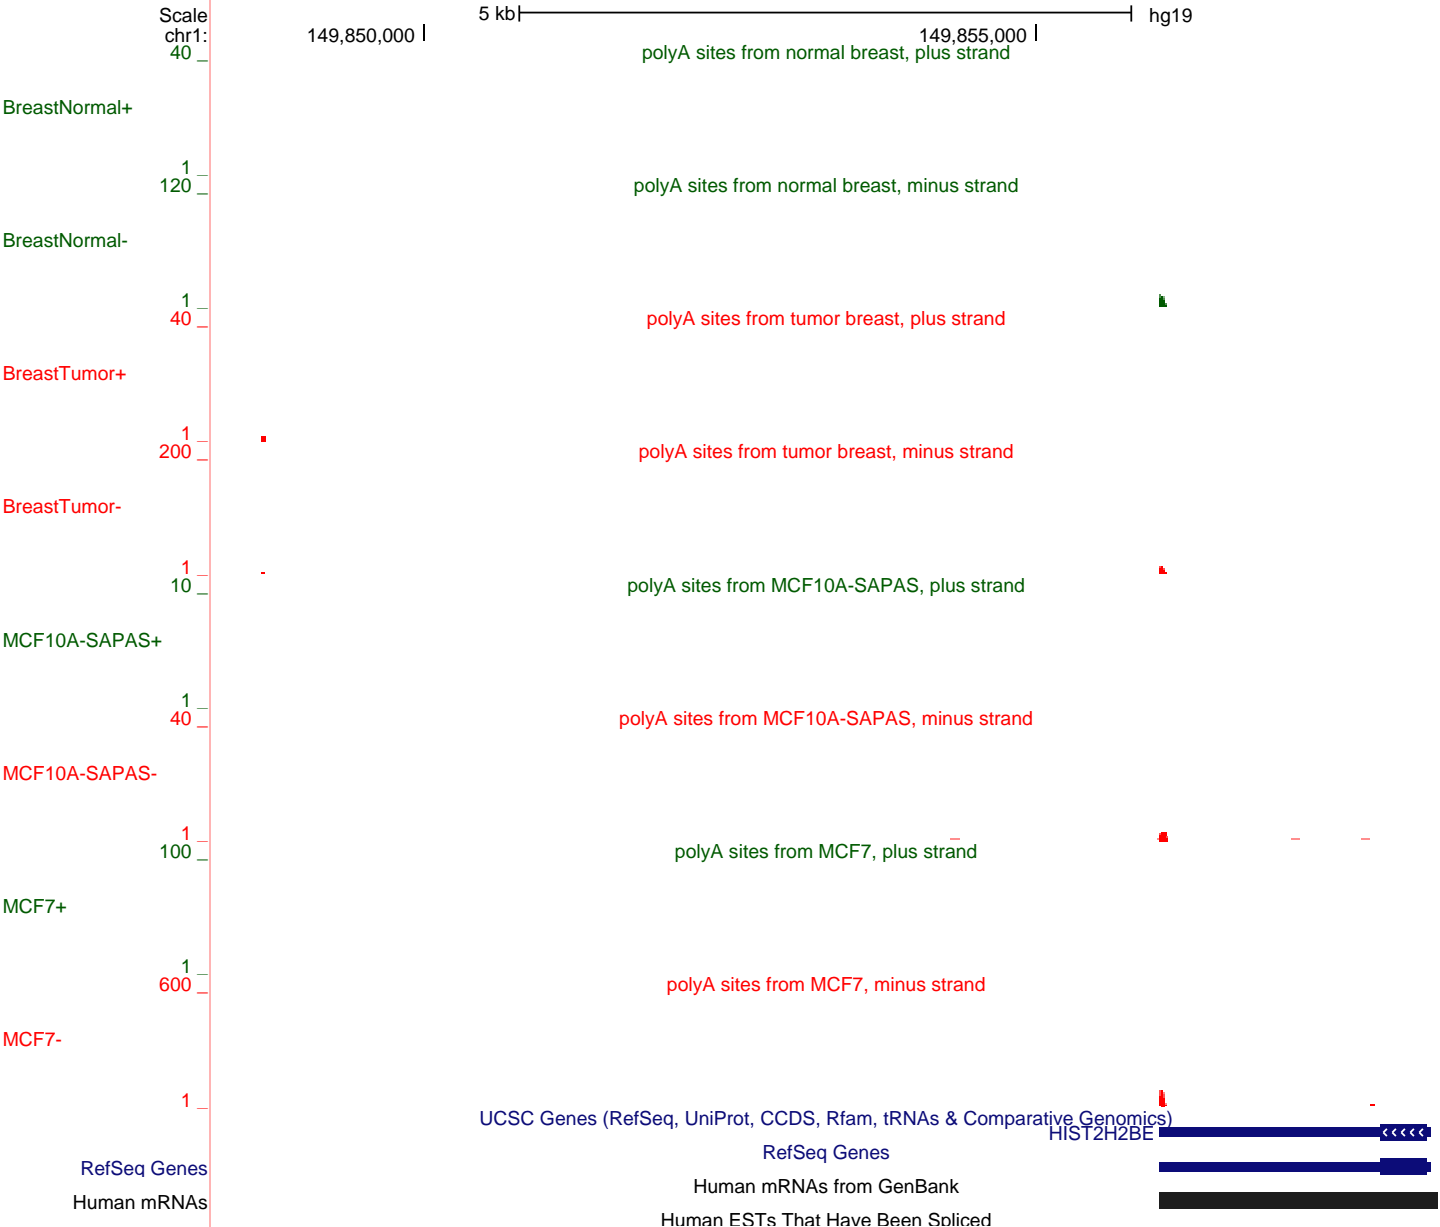 Scale 5 kb hg19
chr1: 149,850,000 149,855,000
40 _ polyA sites from normal breast, plus strand
BreastNormal+
1 _
120 _ polyA sites from normal breast, minus strand
BreastNormal-
1 _
40 _ polyA sites from tumor breast, plus strand
BreastTumor+
1 _
200 _ polyA sites from tumor breast, minus strand
BreastTumor-
1 _
10 _ polyA sites from MCF10A-SAPAS, plus strand
MCF10A-SAPAS+
1 _
40 _ polyA sites from MCF10A-SAPAS, minus strand
MCF10A-SAPAS-
1 _
100 _ polyA sites from MCF7, plus strand
MCF7+
1 _
600 _ polyA sites from MCF7, minus strand
MCF7-
1 _
UCSC Genes (RefSeq, UniProt, CCDS, Rfam, tRNAs & Comparative Genomics)
HIST2H2BE
RefSeq Genes
RefSeq Genes
Human mRNAs from GenBank
Human mRNAs
Human ESTs That Have Been Spliced